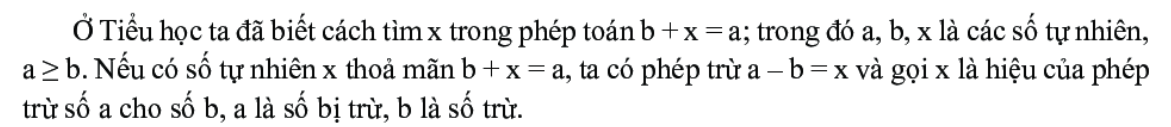 Ở Tiểu học ta đã biết cách tìm x trong phép toán b + x = a; trong đó a, b, x là các số tự nhiên,
a ≥ b. Nếu có số tự nhiên x thoả mãn b + x = a, ta có phép trừ a – b = x và gọi x là hiệu của phép
trừ số a cho số b, a là số bị trừ, b là số trừ.